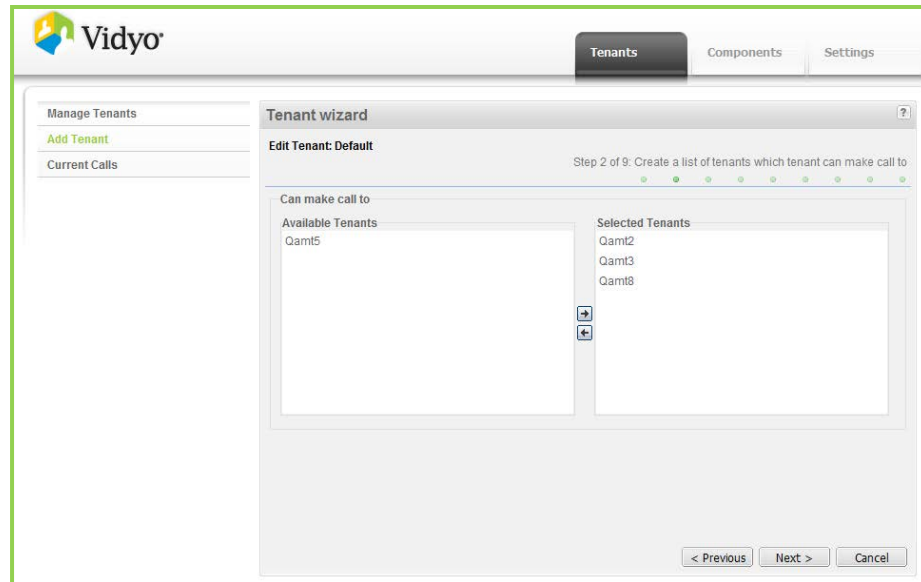 Vidyo
Tenants
Components
Settings
Manage Tenants
Add Tenant
Current Calls
Tenant wizard
?
Edit Tenant: Default
Step 2 of 9: Create a list of tenants which tenant can make call to
Can make call to
Available Tenants
Qamt5
Selected Tenants
Qamt2
Qamt3
Qamt8
< Previous
Next >
Cancel